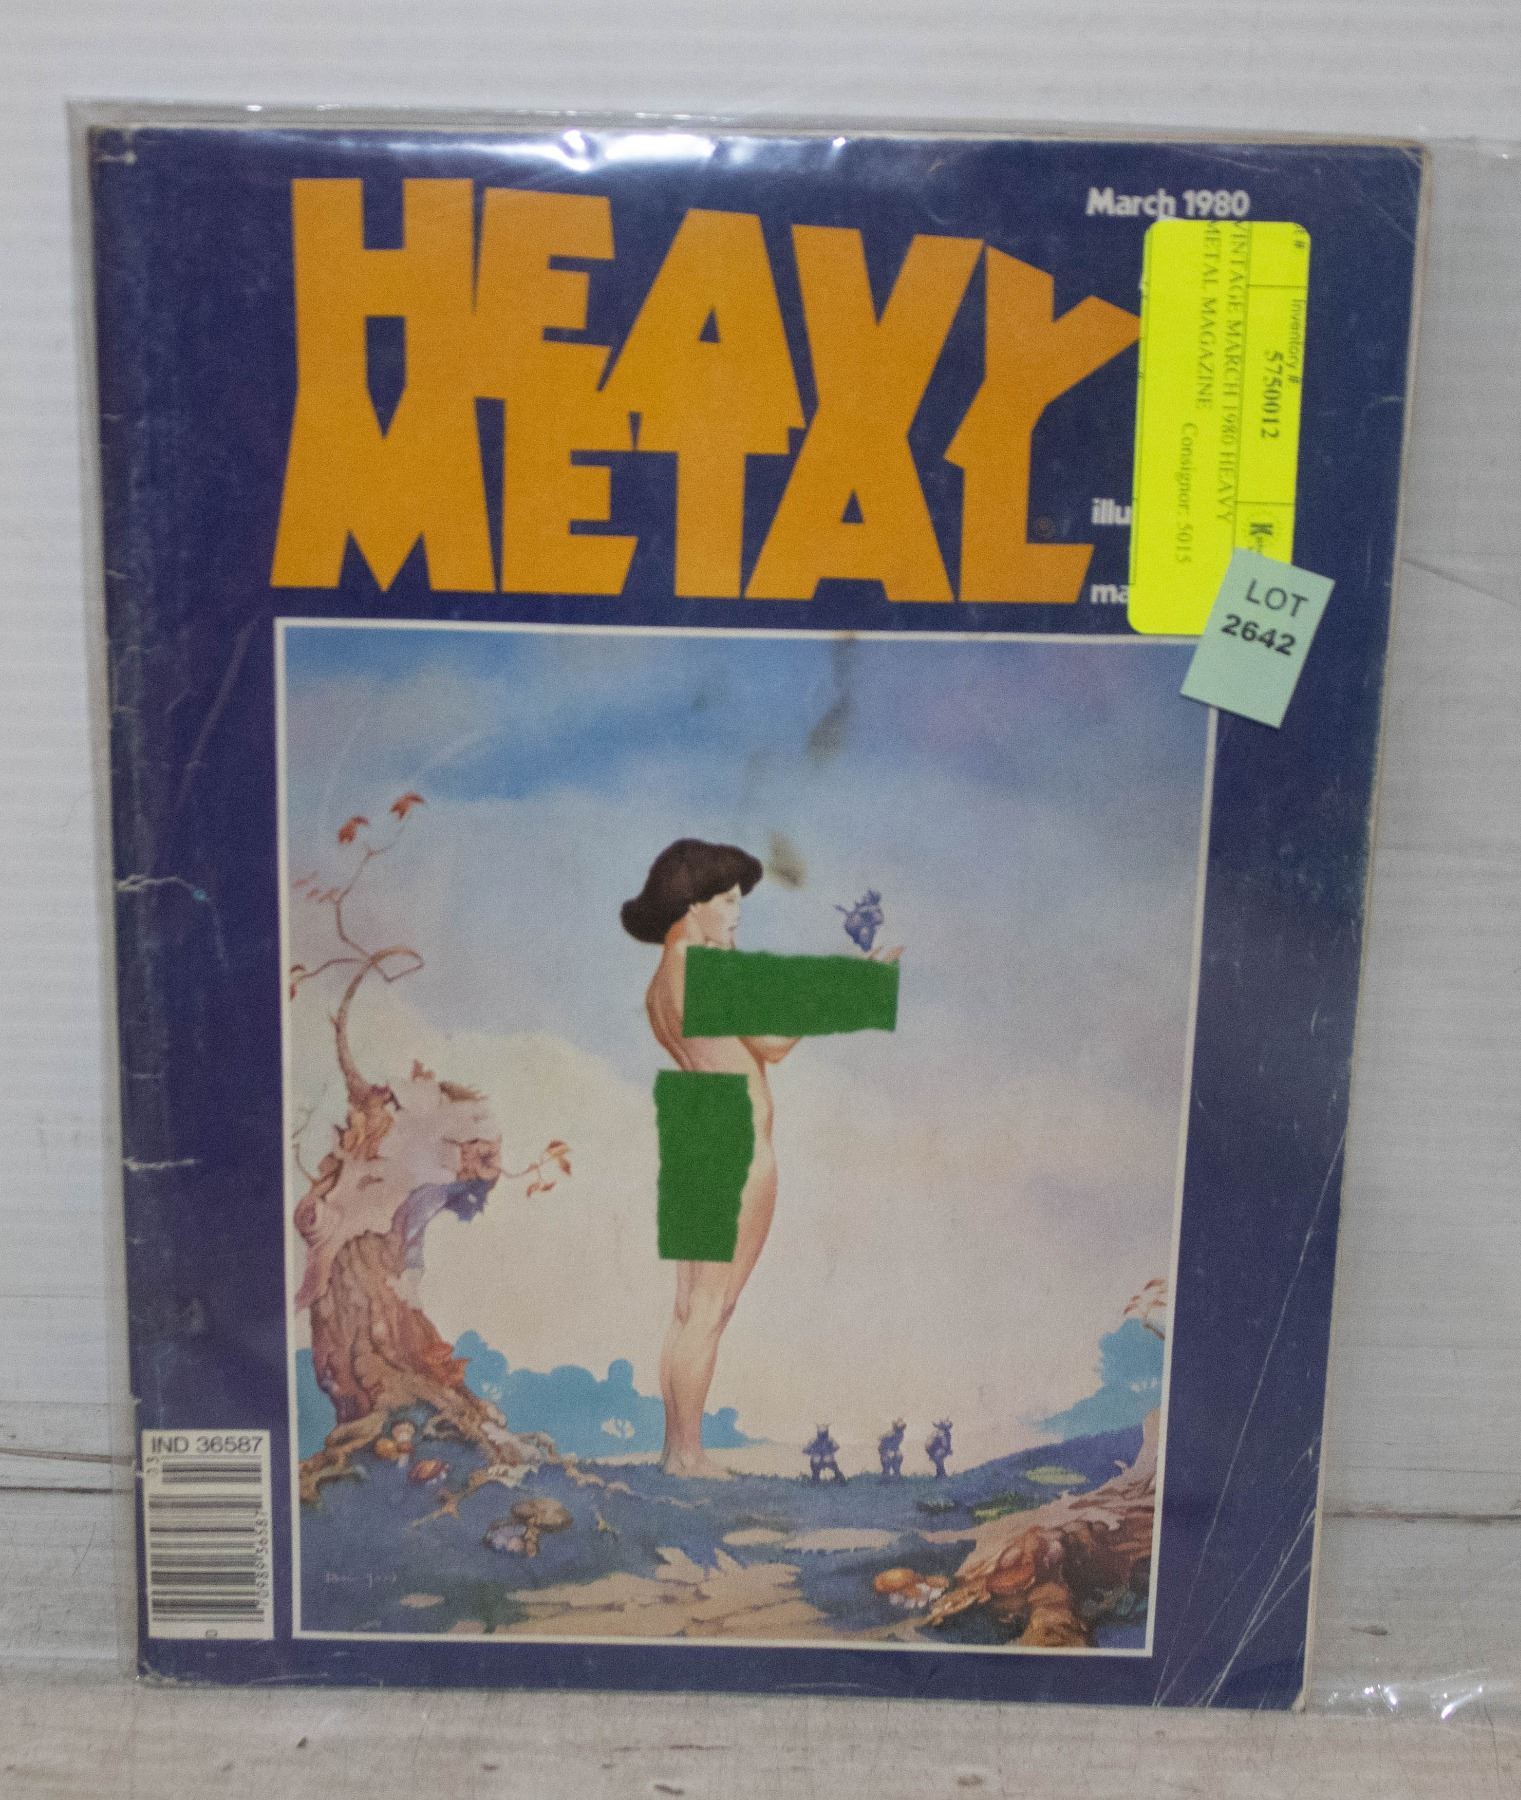 HEAVY
METAL
March 1980
illu
ma
Inventory #
5750012
VINTAGE MARCH 1980 HEAVY
METAL MAGAZINE
Consignor: 5015
LOT
2642
IND 36587